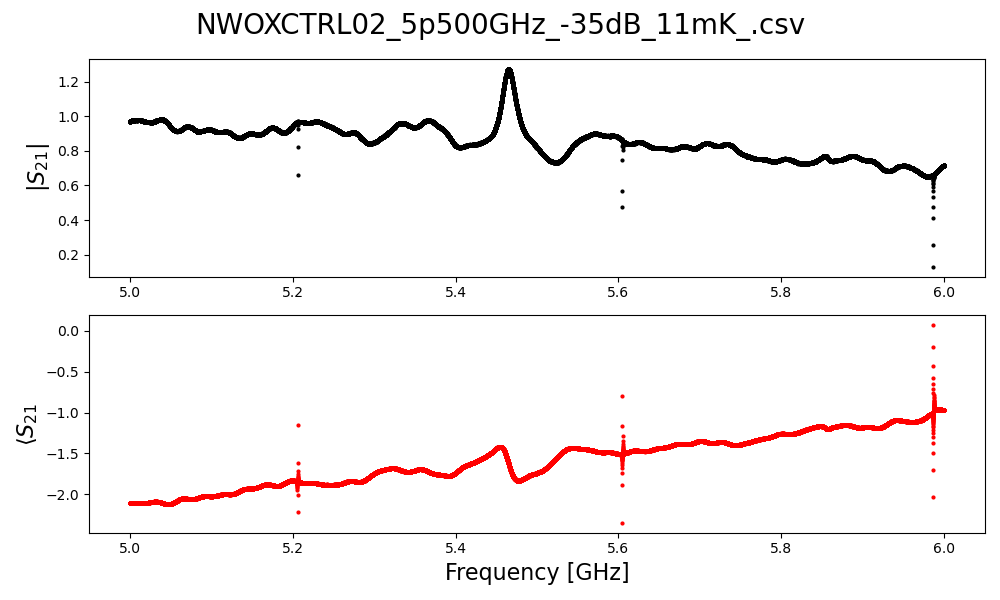 NWOXCTRL02_5p500GHz_-35dB_11mK_.csv
|S21|
1.2
1.0
0.8
0.6
0.4
0.2
5.0 5.2 5.4 5.6 5.8 6.0
⟨S21
0.0
−0.5
−1.0
−1.5
−2.0
5.0 5.2 5.4 5.6 5.8 6.0
Frequency [GHz]